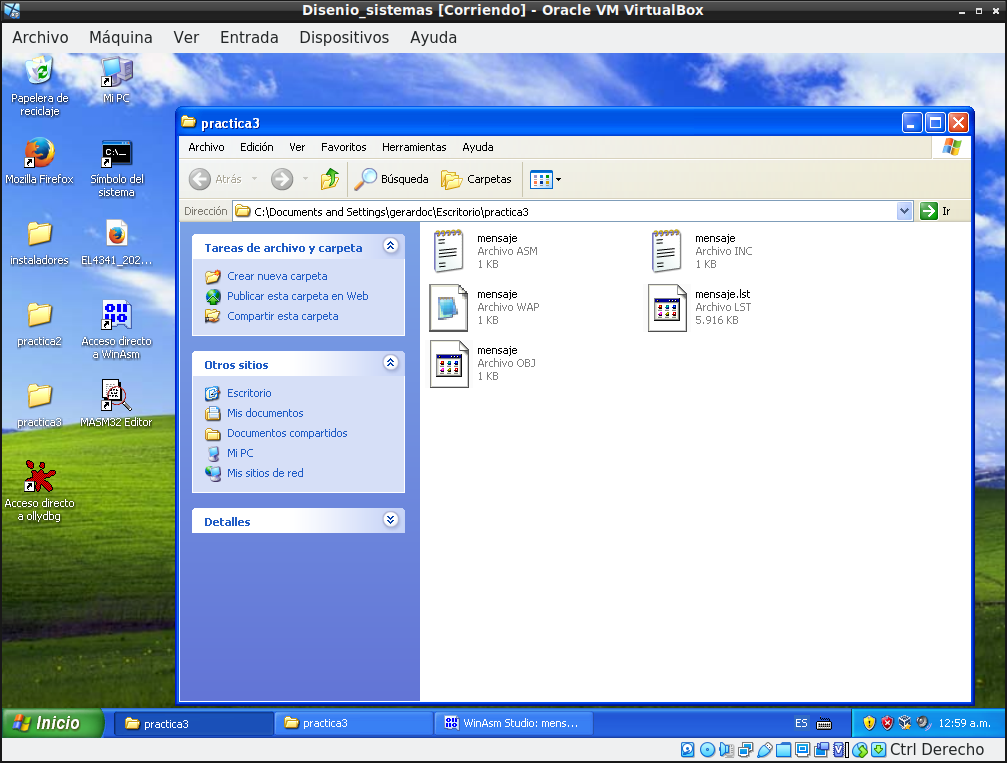 Disenio_sistemas [Corriendo] - Oracle VM VirtualBox
Archivo Máquina Ver Entrada Dispositivos Ayuda
Papelera de
reciclaje
Mi PC
Mozilla Firefox
Símbolo del
sistema
instaladores
EL4341_202...
practica2
Acceso directo
a WinAsm
practica3
MASM32 Editor
Acceso directo
a ollydbg
practica3
Archivo Edición Ver Favoritos Herramientas Ayuda
Atrás Búsqueda Carpetas
Dirección C:\Documents and Settings\gerardoc\Escritorio\practica3 Ir
Tareas de archivo y carpeta
Crear nueva carpeta
Publicar esta carpeta en Web
Compartir esta carpeta
Otros sitios
Escritorio
Mis documentos
Documentos compartidos
Mi PC
Mis sitios de red
Detalles
mensaje
Archivo ASM
1 KB
mensaje
Archivo INC
1 KB
mensaje
Archivo WAP
1 KB
mensaje.lst
Archivo LST
5.916 KB
mensaje
Archivo OBJ
1 KB
Inicio practica3 practica3 WinAsm Studio: mens... ES 12:59 a.m.
Ctrl Derecho